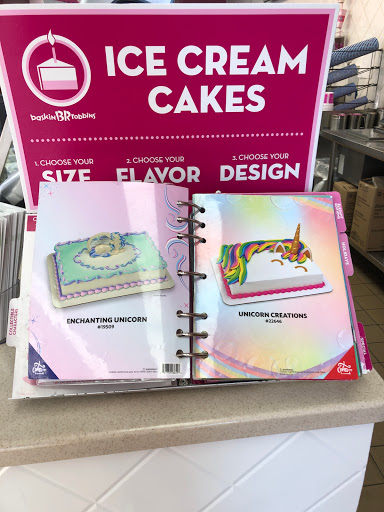 ICE CREAM
CAKES
baskin BR robbins
1. CHOOSE YOUR
SIZE
2. CHOOSE YOUR
FLAVOR
3. CHOOSE YOUR
DESIGN
ENCHANTING UNICORN
#19509
UNICORN CREATIONS
#22646